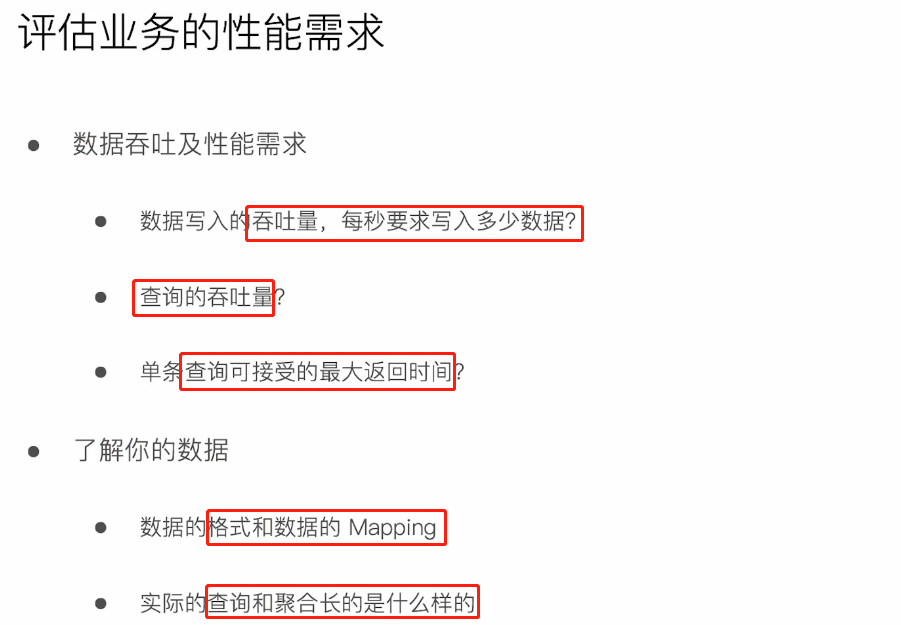 评估业务的性能需求
数据吞吐及性能需求
数据写入的吞吐量，每秒要求写入多少数据？
查询的吞吐量？
单条查询可接受的最大返回时间？
了解你的数据
数据的格式和数据的 Mapping
实际的查询和聚合长的是什么样的